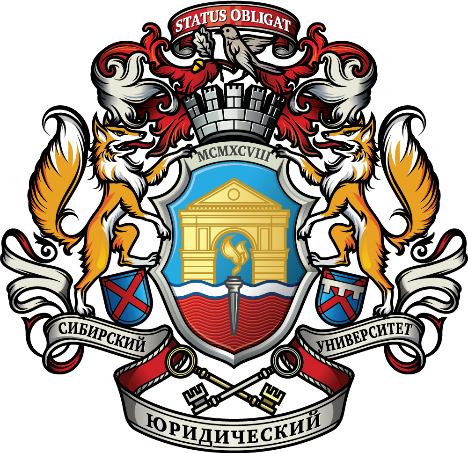 STATUS OBLIGAT
MCMXCVIII
СИБИРСКИЙ
УНИВЕРСИТЕТ
ЮРИДИЧЕСКИЙ